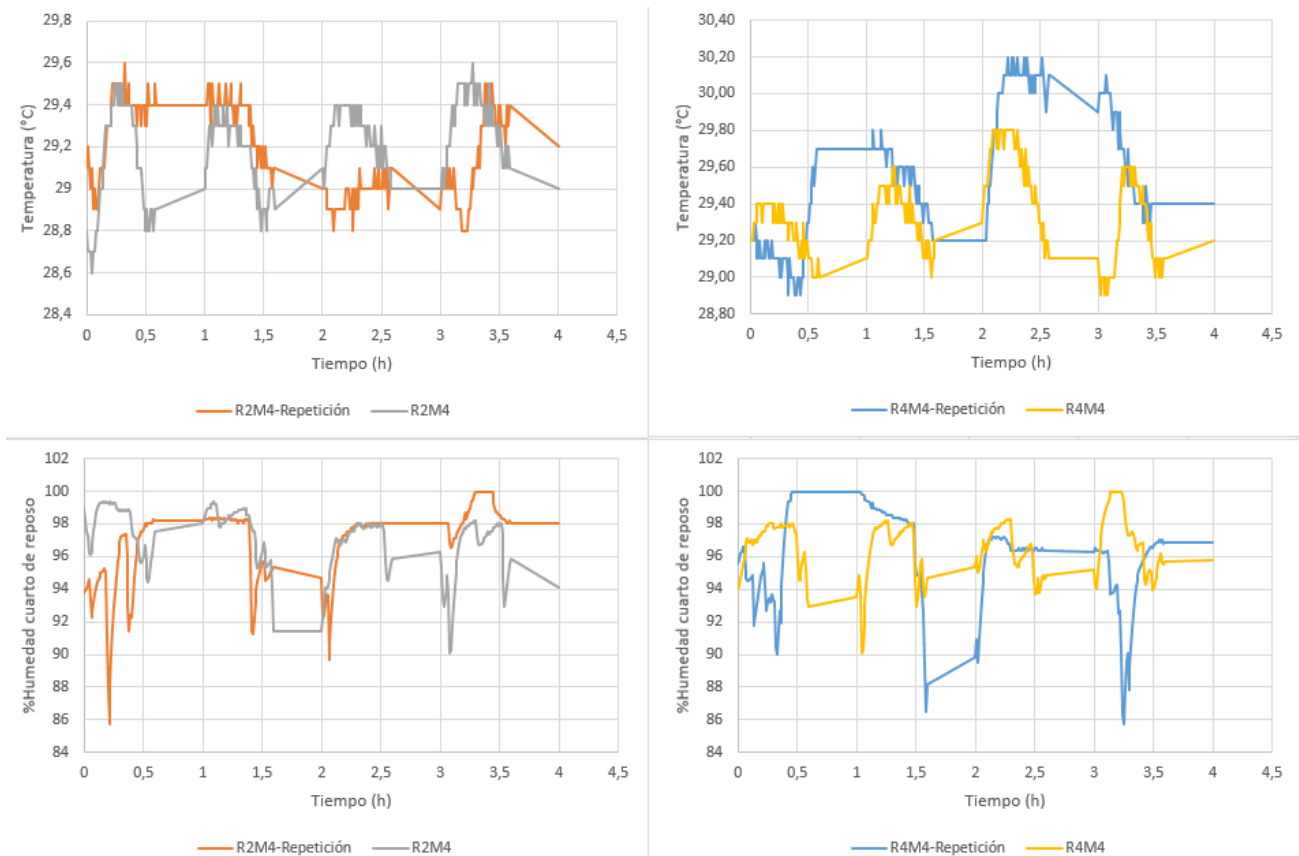 29,8
29,6
29,4
29,2
29
28,8
28,6
28,4
Temperatura (°C)
0 0,5 1 1,5 2 2,5 3 3,5 4 4,5
Tiempo (h)
R2M4-Repetición R2M4
30,20
30,00
29,80
29,60
29,40
29,20
29,00
28,80
Temperatura (°C)
0 0,5 1 1,5 2 2,5 3 3,5 4 4,5
Tiempo (h)
R4M4-Repetición R4M4
102
100
98
96
94
92
90
88
86
84
%Humedad cuarto de reposo
0 0,5 1 1,5 2 2,5 3 3,5 4 4,5
Tiempo (h)
R2M4-Repetición R2M4
102
100
98
96
94
92
90
88
86
84
%Humedad cuarto de reposo
0 0,5 1 1,5 2 2,5 3 3,5 4 4,5
Tiempo (h)
R4M4-Repetición R4M4